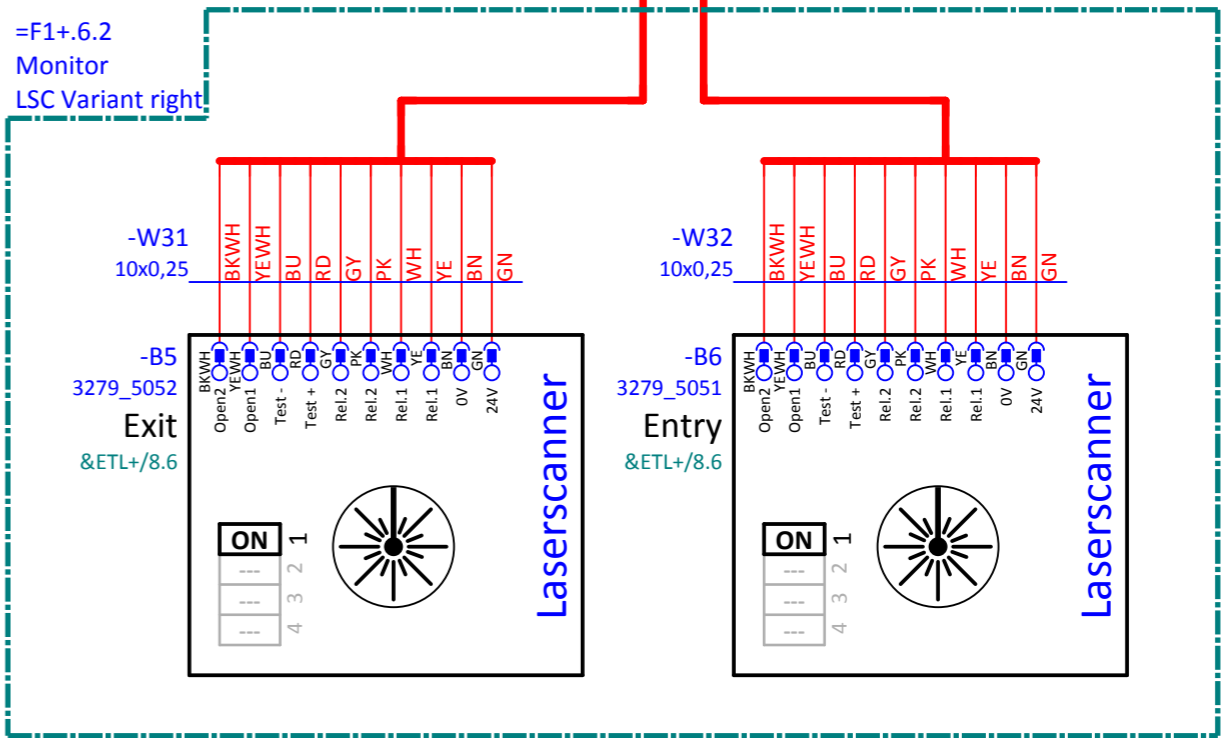 =F1+.6.2
Monitor
LSC Variant right
-W31
10x0,25
BKWH YEWH BU RD GY PK WH YE BN GN
-B5
3279_5052
Exit
&ETL+/8.6
BKWH YEWH BU RD GY PK WH YE BN GN
Open2 Open1 Test - Test + Rel.2 Rel.2 Rel.1 Rel.1 0V 24V
ON 1
--- 2
--- 3
--- 4
Laserscanner
-W32
10x0,25
BKWH YEWH BU RD GY PK WH YE BN GN
-B6
3279_5051
Entry
&ETL+/8.6
BKWH YEWH BU RD GY PK WH YE BN GN
Open2 Open1 Test - Test + Rel.2 Rel.2 Rel.1 Rel.1 0V 24V
ON 1
--- 2
--- 3
--- 4
Laserscanner